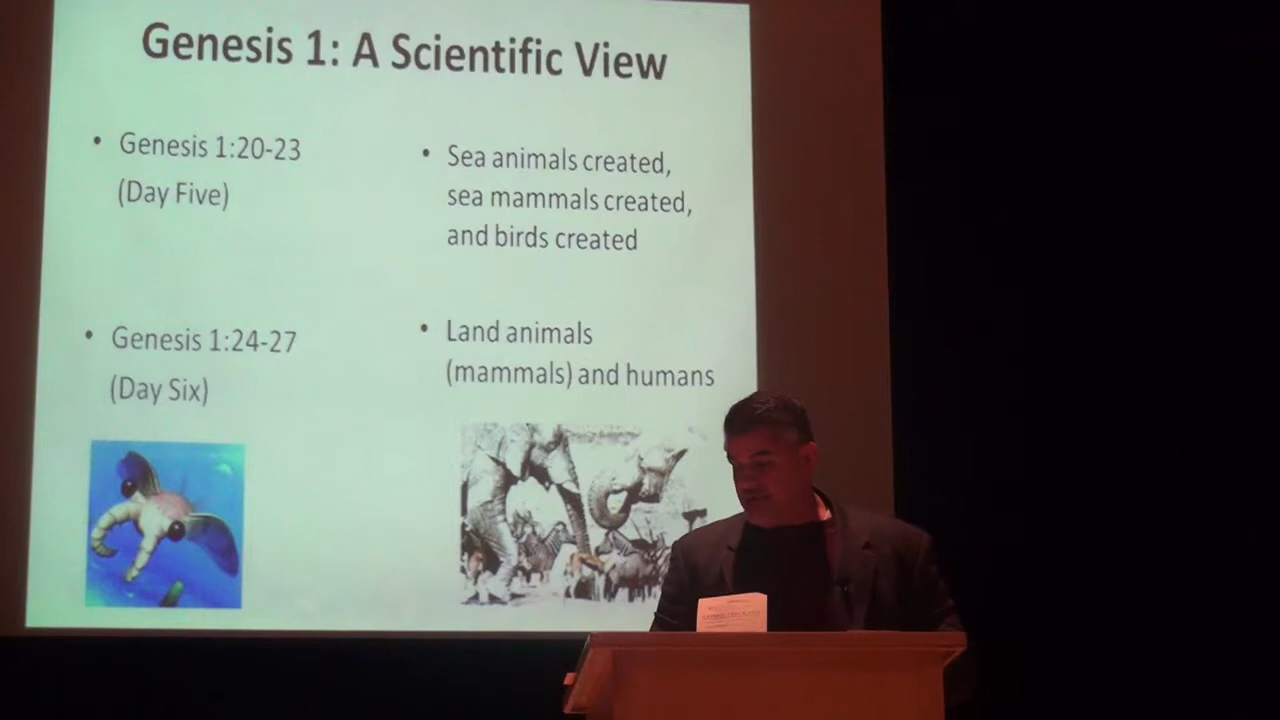 Genesis 1: A Scientific View
• Genesis 1:20-23
(Day Five)
• Sea animals created,
sea mammals created,
and birds created
• Genesis 1:24-27
(Day Six)
• Land animals
(mammals) and humans